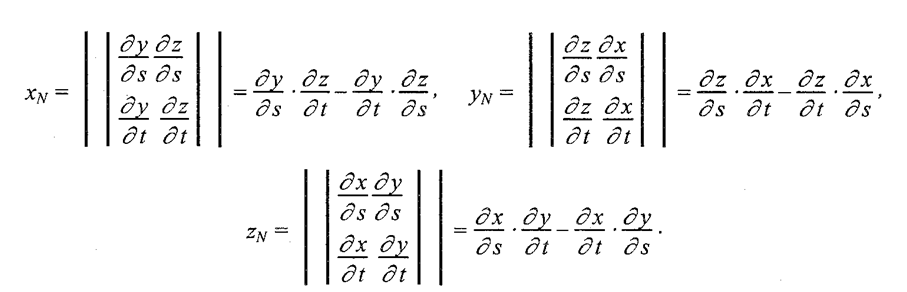 x_N = | |∂y/∂s ∂z/∂s; ∂y/∂t ∂z/∂t| | = ∂y/∂s · ∂z/∂t − ∂y/∂t · ∂z/∂s, y_N = | |∂z/∂s ∂x/∂s; ∂z/∂t ∂x/∂t| | = ∂z/∂s · ∂x/∂t − ∂z/∂t · ∂x/∂s,
z_N = | |∂x/∂s ∂y/∂s; ∂x/∂t ∂y/∂t| | = ∂x/∂s · ∂y/∂t − ∂x/∂t · ∂y/∂s.